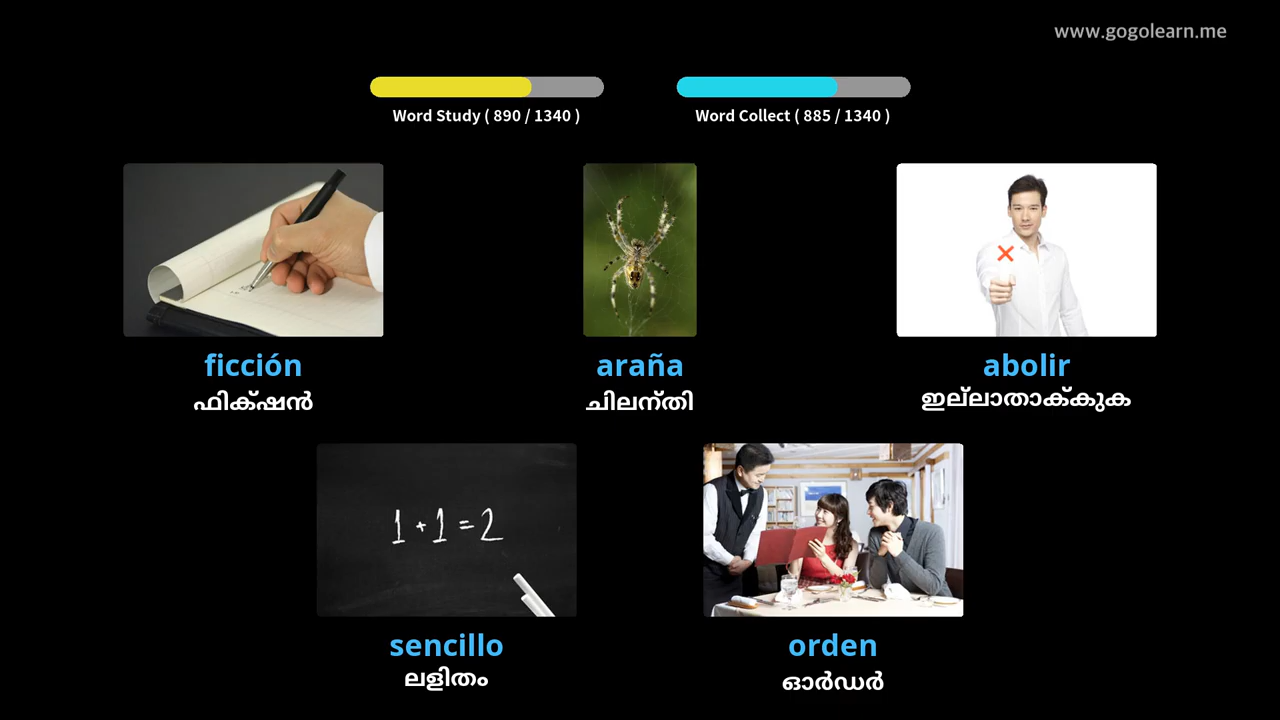 www.gogolearn.me
Word Study ( 890 / 1340 )
Word Collect ( 885 / 1340 )
ficción
ഫിക്ഷൻ
araña
ചിലന്തി
abolir
ഇല്ലാതാക്കുക
1 + 1 = 2
sencillo
ലളിതം
orden
ഓർഡർ